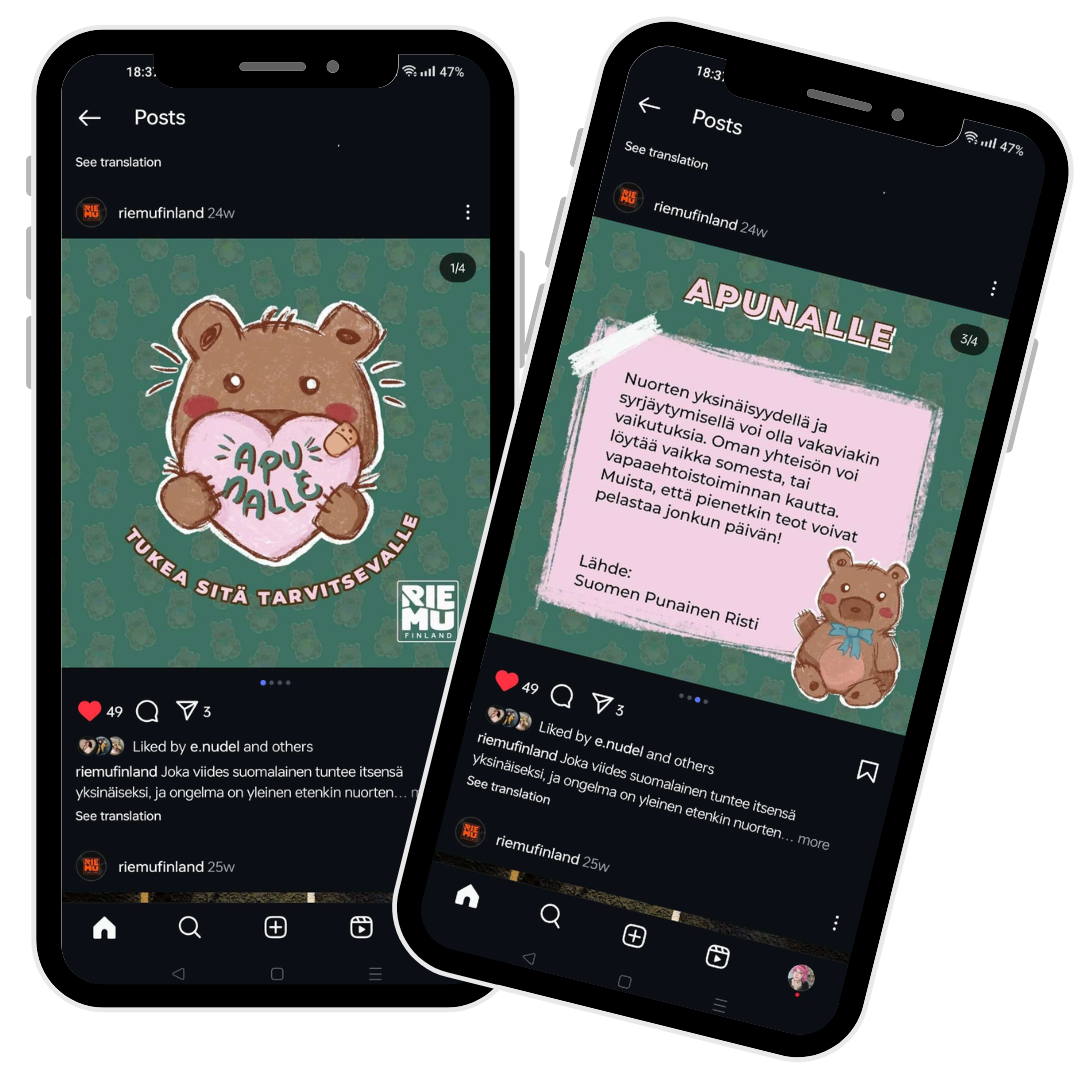 18:37
47%
Posts
See translation
RIE
MU
riemufinland 24w
1/4
APU
NALLE
TUKEA SITÄ TARVITSEVALLE
RIE
MU
FINLAND
49
3
Liked by e.nudel and others
riemufinland Joka viides suomalainen tuntee itsensä
yksinäiseksi, ja ongelma on yleinen etenkin nuorten...
See translation
RIE
MU
riemufinland 25w
18:37
47%
Posts
See translation
RIE
MU
riemufinland 24w
APUNALLE
3/4
Nuorten yksinäisyydellä ja
syrjäytymisellä voi olla vakaviakin
vaikutuksia. Oman yhteisön voi
löytää vaikka somesta, tai
vapaaehtoistoiminnan kautta.
Muista, että pienetkin teot voivat
pelastaa jonkun päivän!
Lähde:
Suomen Punainen Risti
49
3
Liked by e.nudel and others
riemufinland Joka viides suomalainen tuntee itsensä
yksinäiseksi, ja ongelma on yleinen etenkin nuorten... more
See translation
RIE
MU
riemufinland 25w